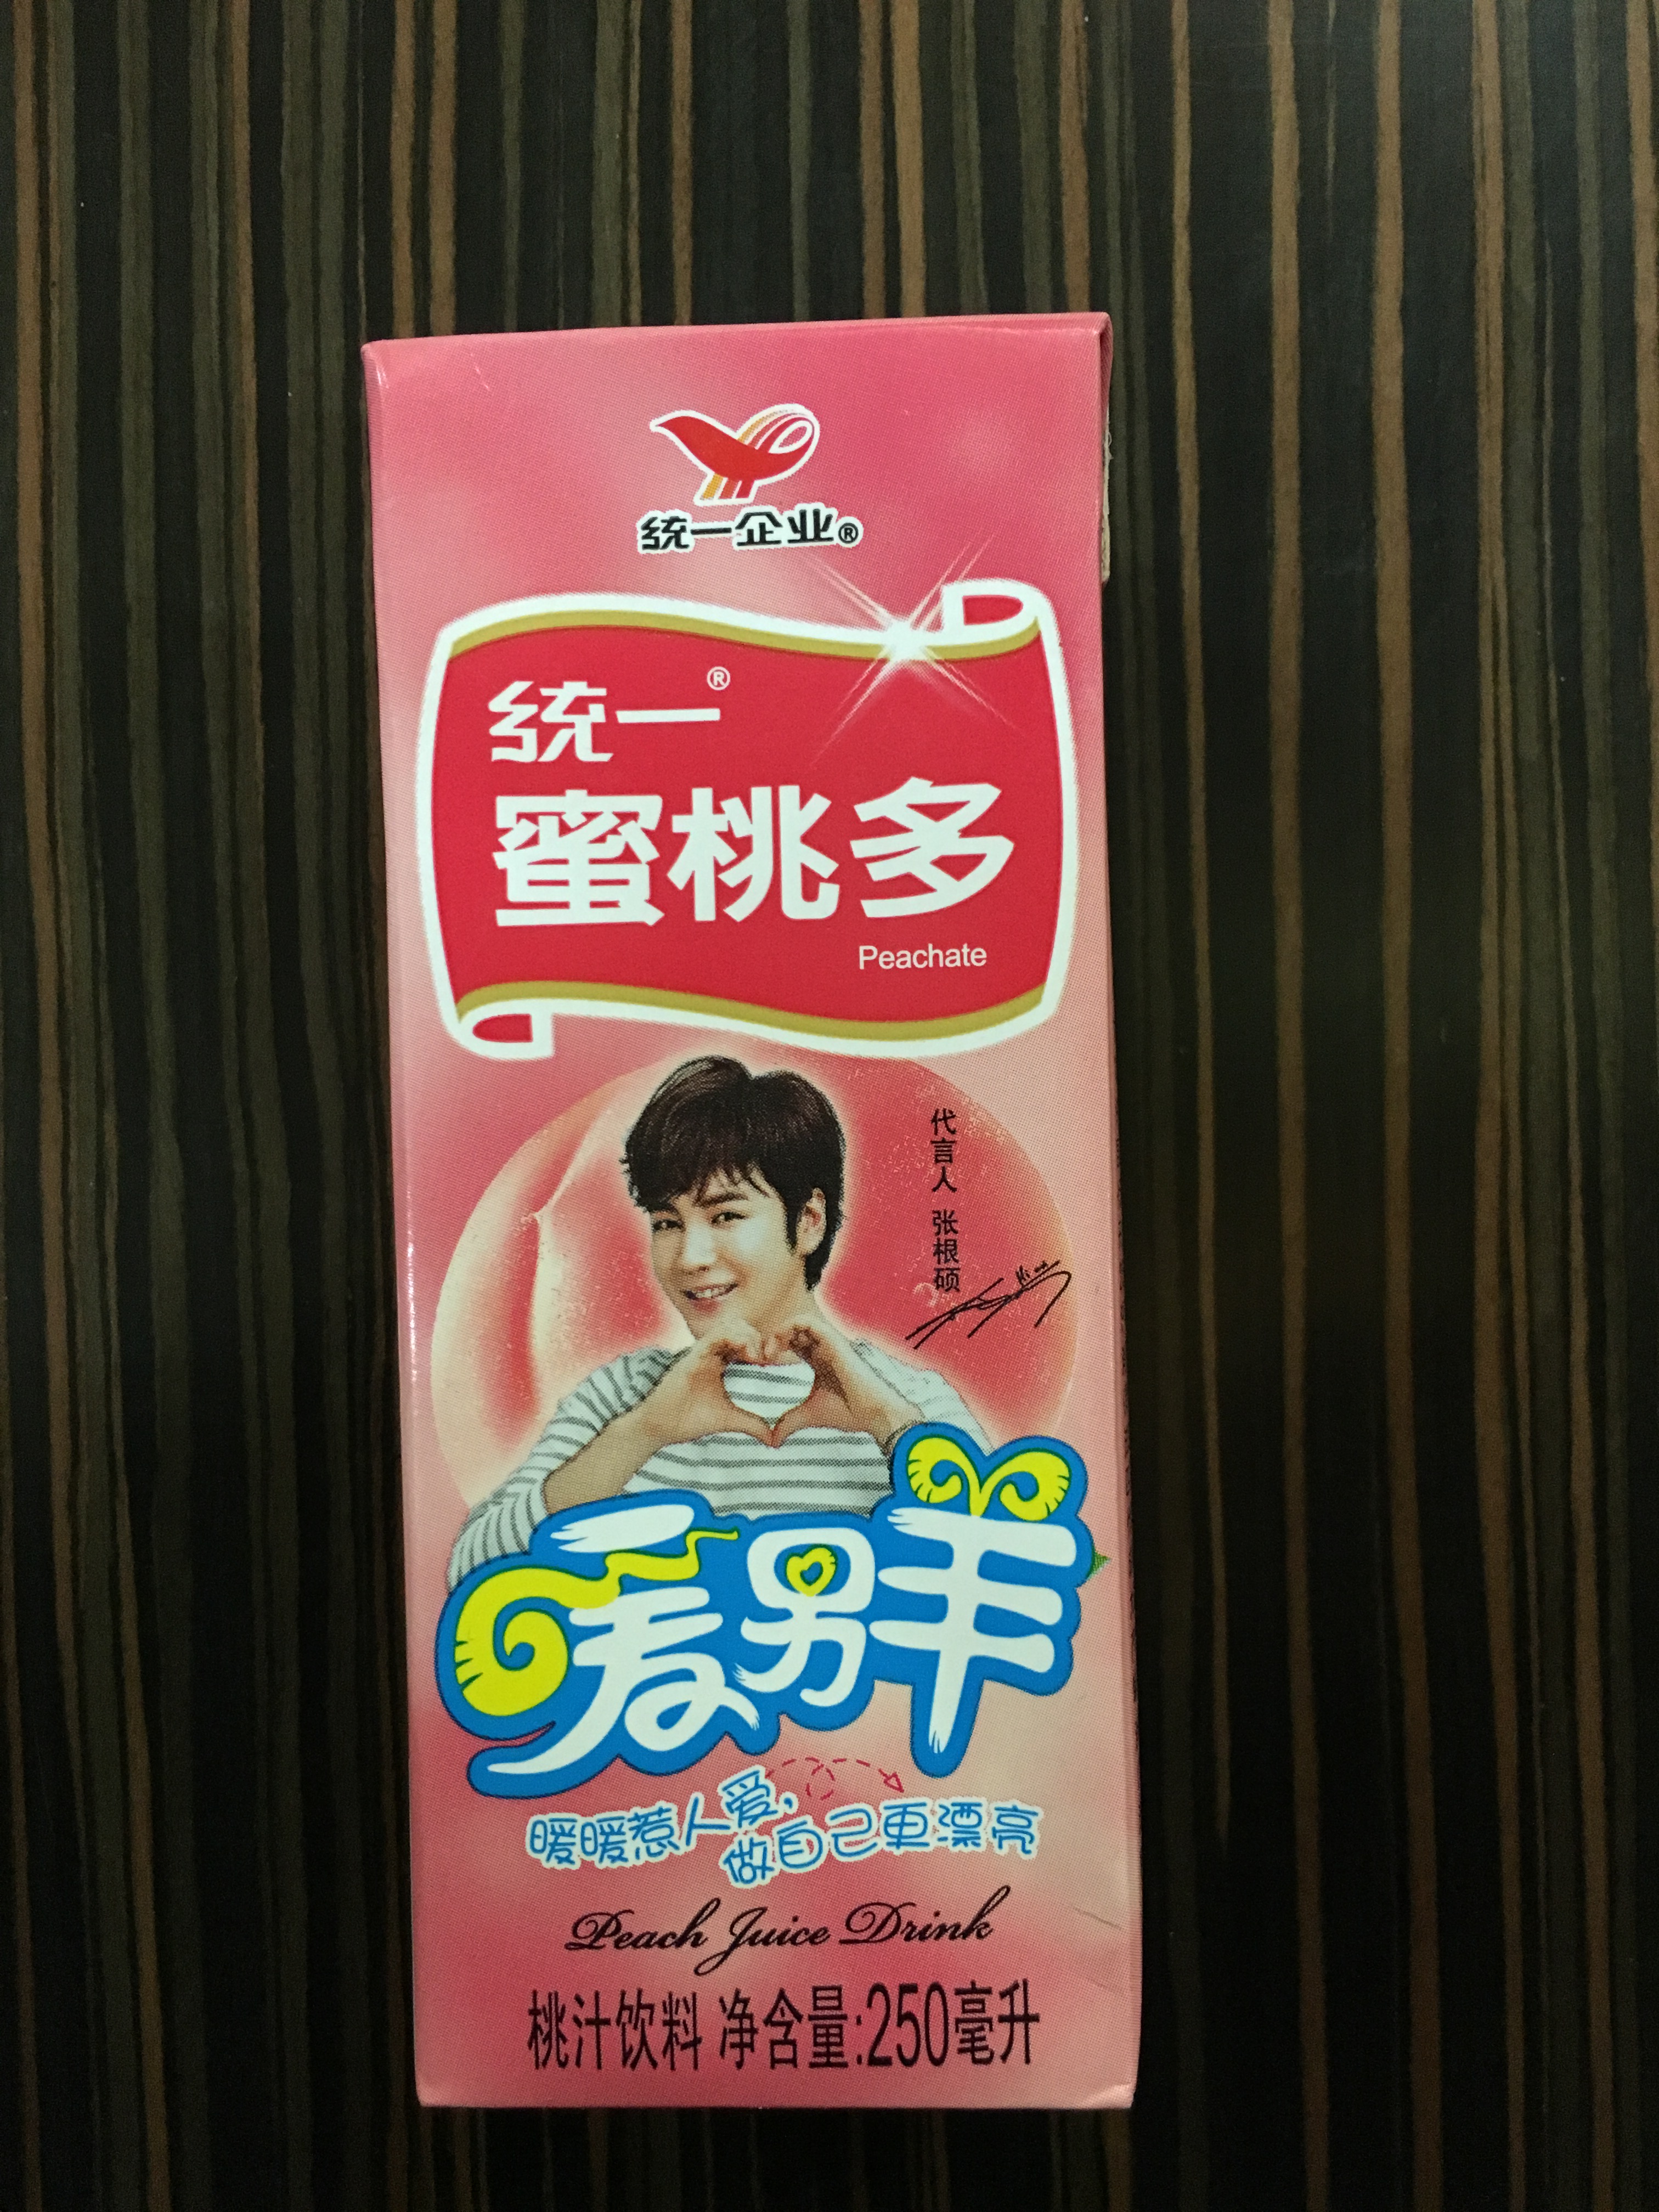 统一企业®
统一®
蜜桃多
Peachate
代言人 张根硕
暖男羊
暖暖惹人爱,
做自己更漂亮
Peach Juice Drink
桃汁饮料 净含量:250毫升